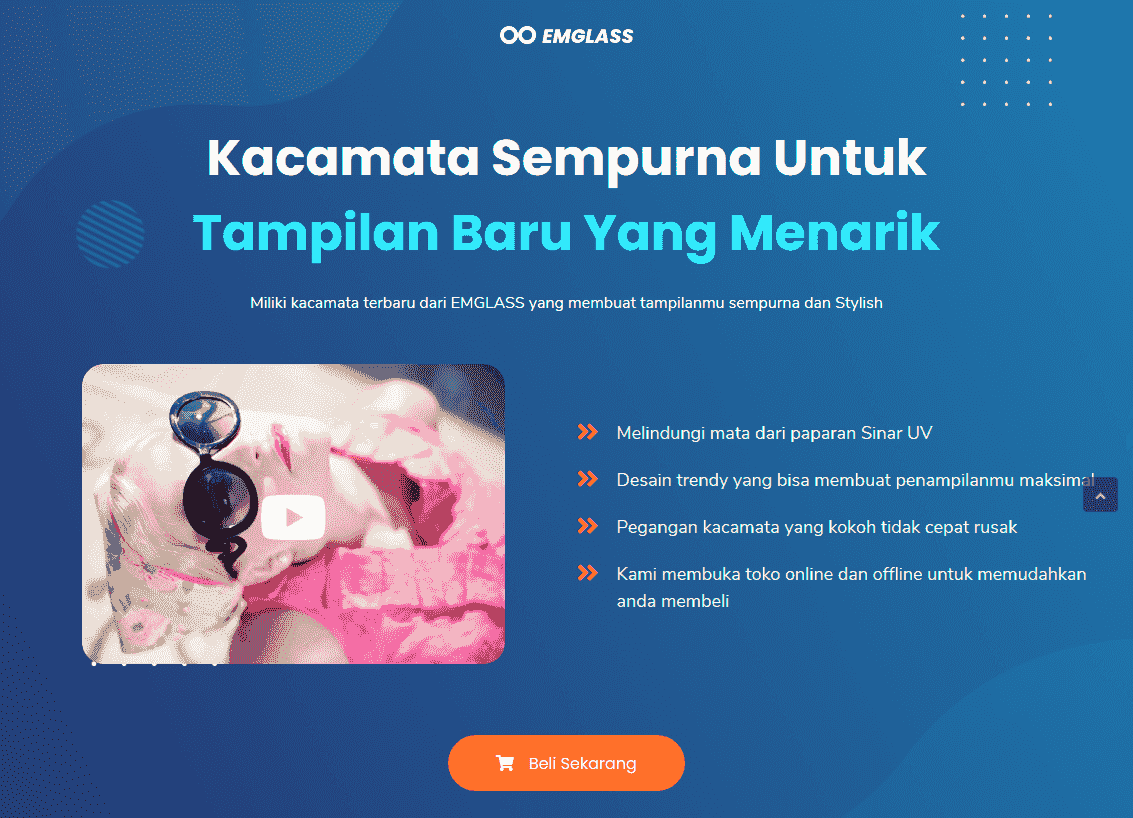 EMGLASS
Kacamata Sempurna Untuk
Tampilan Baru Yang Menarik
Miliki kacamata terbaru dari EMGLASS yang membuat tampilanmu sempurna dan Stylish
Melindungi mata dari paparan Sinar UV
Desain trendy yang bisa membuat penampilanmu maksimal
Pegangan kacamata yang kokoh tidak cepat rusak
Kami membuka toko online dan offline untuk memudahkan
anda membeli
Beli Sekarang